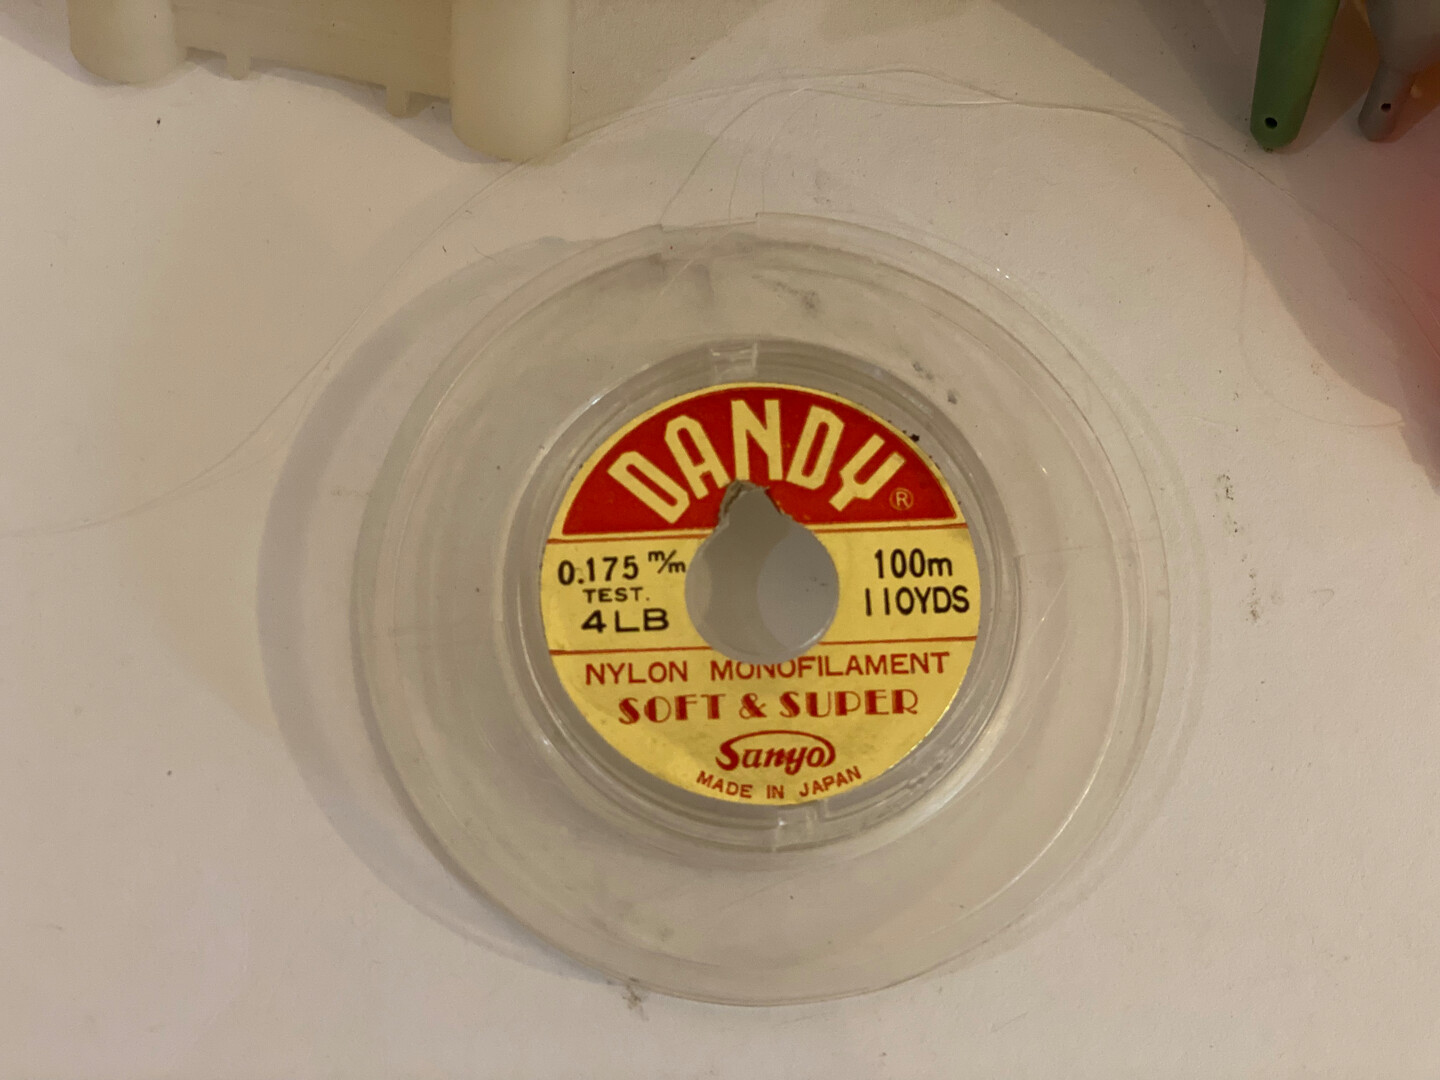 DANDY ®
0.175 m/m
TEST.
4LB
100m
110YDS
NYLON MONOFILAMENT
SOFT & SUPER
Sanyo
MADE IN JAPAN